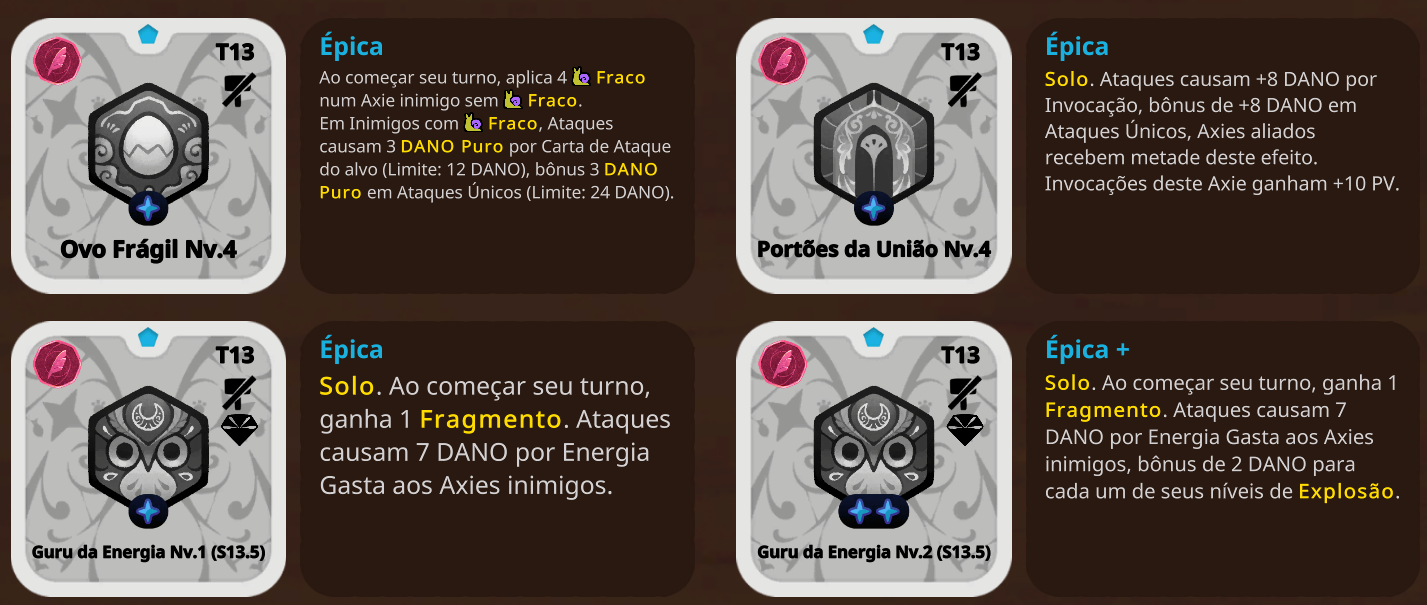 T13
Ovo Frágil Nv.4
Épica
Ao começar seu turno, aplica 4 Fraco
num Axie inimigo sem Fraco.
Em Inimigos com Fraco, Ataques
causam 3 DANO Puro por Carta de Ataque
do alvo (Limite: 12 DANO), bônus 3 DANO
Puro em Ataques Únicos (Limite: 24 DANO).
T13
Portões da União Nv.4
Épica
Solo. Ataques causam +8 DANO por
Invocação, bônus de +8 DANO em
Ataques Únicos, Axies aliados
recebem metade deste efeito.
Invocações deste Axie ganham +10 PV.
T13
Guru da Energia Nv.1 (S13.5)
Épica
Solo. Ao começar seu turno,
ganha 1 Fragmento. Ataques
causam 7 DANO por Energia
Gasta aos Axies inimigos.
T13
Guru da Energia Nv.2 (S13.5)
Épica +
Solo. Ao começar seu turno, ganha 1
Fragmento. Ataques causam 7
DANO por Energia Gasta aos Axies
inimigos, bônus de 2 DANO para
cada um de seus níveis de Explosão.